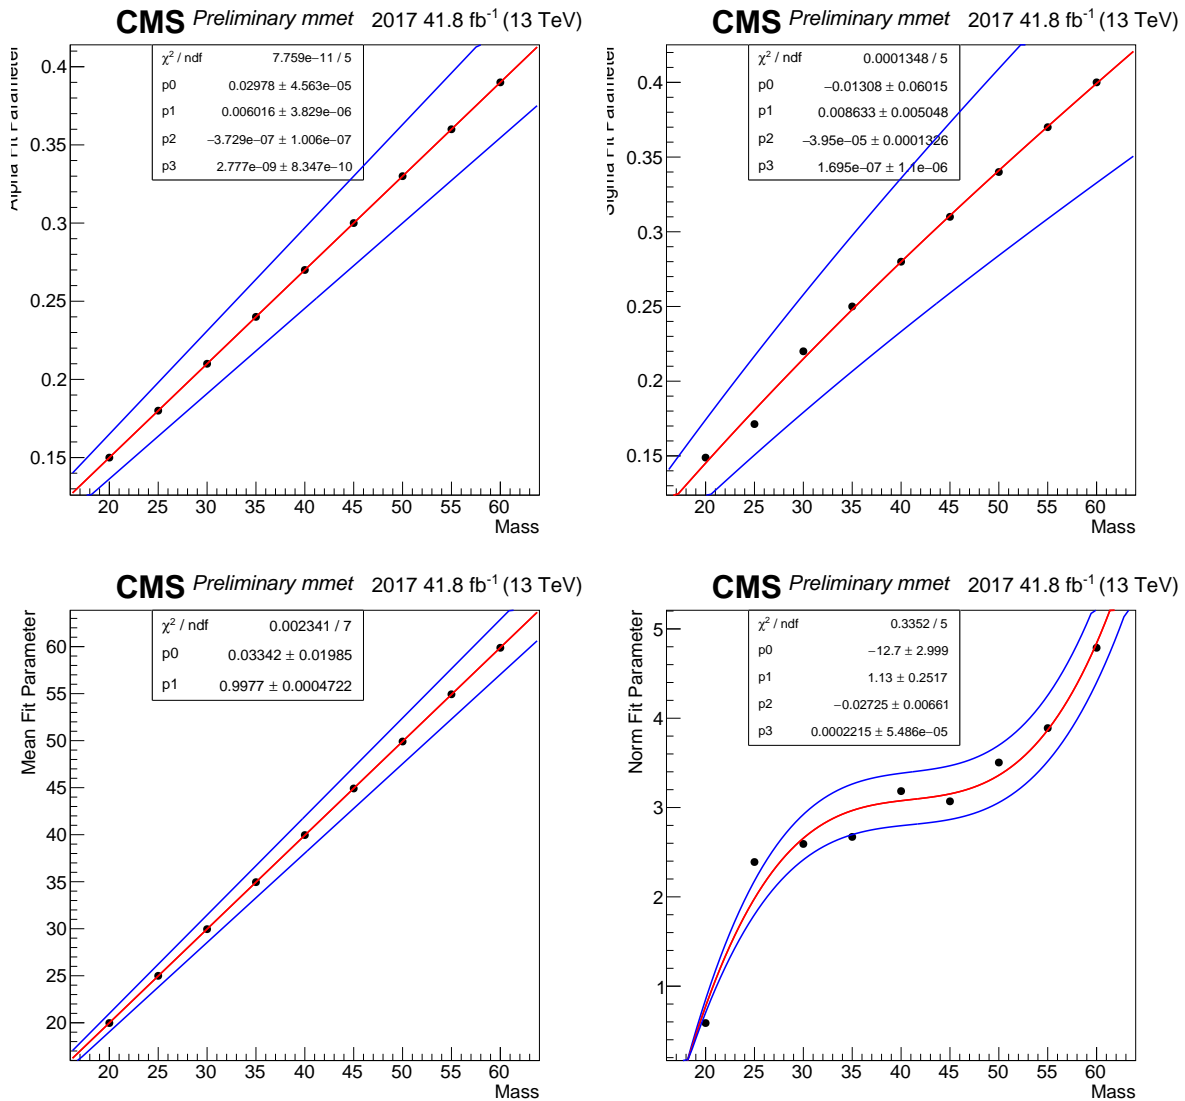 CMS Preliminary mmet 2017 41.8 fb-1 (13 TeV)
Alpha Fit Parameter
χ2 / ndf 7.759e−11 / 5
p0 0.02978 ± 4.563e−05
p1 0.006016 ± 3.829e−06
p2 −3.729e−07 ± 1.006e−07
p3 2.777e−09 ± 8.347e−10
0.4
0.35
0.3
0.25
0.2
0.15
20 25 30 35 40 45 50 55 60
Mass
CMS Preliminary mmet 2017 41.8 fb-1 (13 TeV)
Sigma Fit Parameter
χ2 / ndf 0.0001348 / 5
p0 −0.01308 ± 0.06015
p1 0.008633 ± 0.005048
p2 −3.95e−05 ± 0.0001326
p3 1.695e−07 ± 1.1e−06
0.4
0.35
0.3
0.25
0.2
0.15
20 25 30 35 40 45 50 55 60
Mass
CMS Preliminary mmet 2017 41.8 fb-1 (13 TeV)
Mean Fit Parameter
χ2 / ndf 0.002341 / 7
p0 0.03342 ± 0.01985
p1 0.9977 ± 0.0004722
60
55
50
45
40
35
30
25
20
20 25 30 35 40 45 50 55 60
Mass
CMS Preliminary mmet 2017 41.8 fb-1 (13 TeV)
Norm Fit Parameter
χ2 / ndf 0.3352 / 5
p0 −12.7 ± 2.999
p1 1.13 ± 0.2517
p2 −0.02725 ± 0.00661
p3 0.0002215 ± 5.486e−05
5
4
3
2
1
20 25 30 35 40 45 50 55 60
Mass